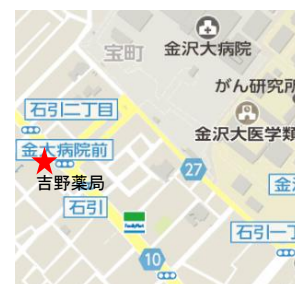 宝町
金沢大病院
がん研究所
石引二丁目
金沢大医学類
金大病院前
吉野薬局
27
石引
FamilyMart
石引一丁
10